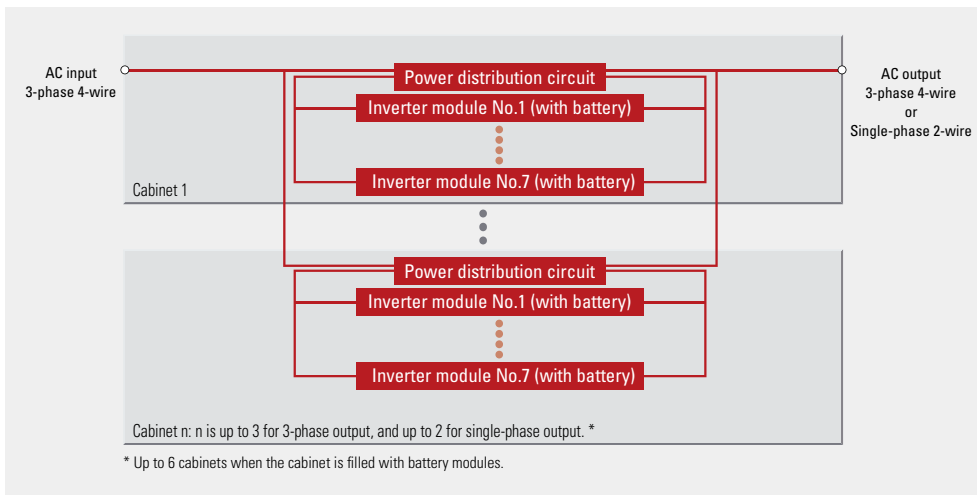 AC input
3-phase 4-wire
Power distribution circuit
Inverter module No.1 (with battery)
Inverter module No.7 (with battery)
Cabinet 1
AC output
3-phase 4-wire
or
Single-phase 2-wire
Power distribution circuit
Inverter module No.1 (with battery)
Inverter module No.7 (with battery)
Cabinet n: n is up to 3 for 3-phase output, and up to 2 for single-phase output. *
* Up to 6 cabinets when the cabinet is filled with battery modules.